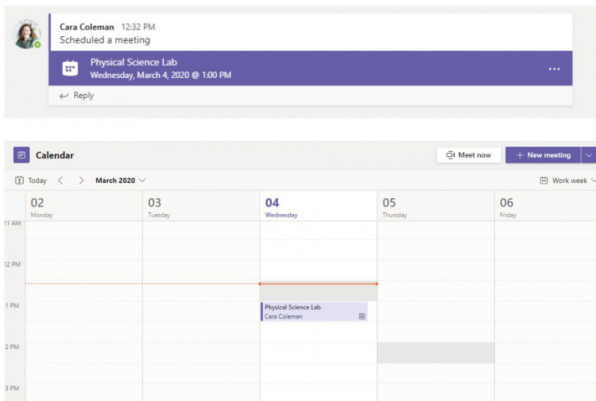 Cara Coleman 12:32 PM
Scheduled a meeting
Physical Science Lab
Wednesday, March 4, 2020 @ 1:00 PM
...
Reply
Calendar
Meet now
+ New meeting
Today
March 2020
Work week
02
Monday
03
Tuesday
04
Wednesday
05
Thursday
06
Friday
11 AM
12 PM
1 PM
Physical Science Lab
Cara Coleman
2 PM
3 PM